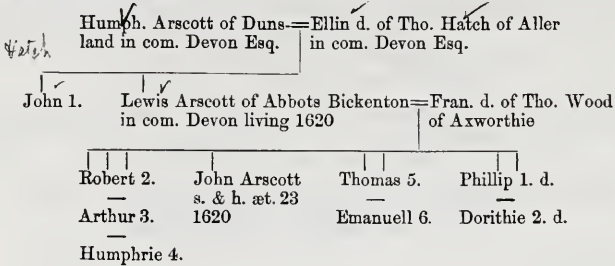 Humph. Arscott of Duns-=Ellin d. of Tho. Hatch of Aller
land in com. Devon Esq. in com. Devon Esq.
John 1. Lewis Arscott of Abbots Bickenton=Fran. d. of Tho. Wood
in com. Devon living 1620 of Axworthie
Robert 2. John Arscott Thomas 5. Phillip 1. d.
s. & h. æt. 23
Arthur 3. 1620 Emanuell 6. Dorithie 2. d.
Humphrie 4.